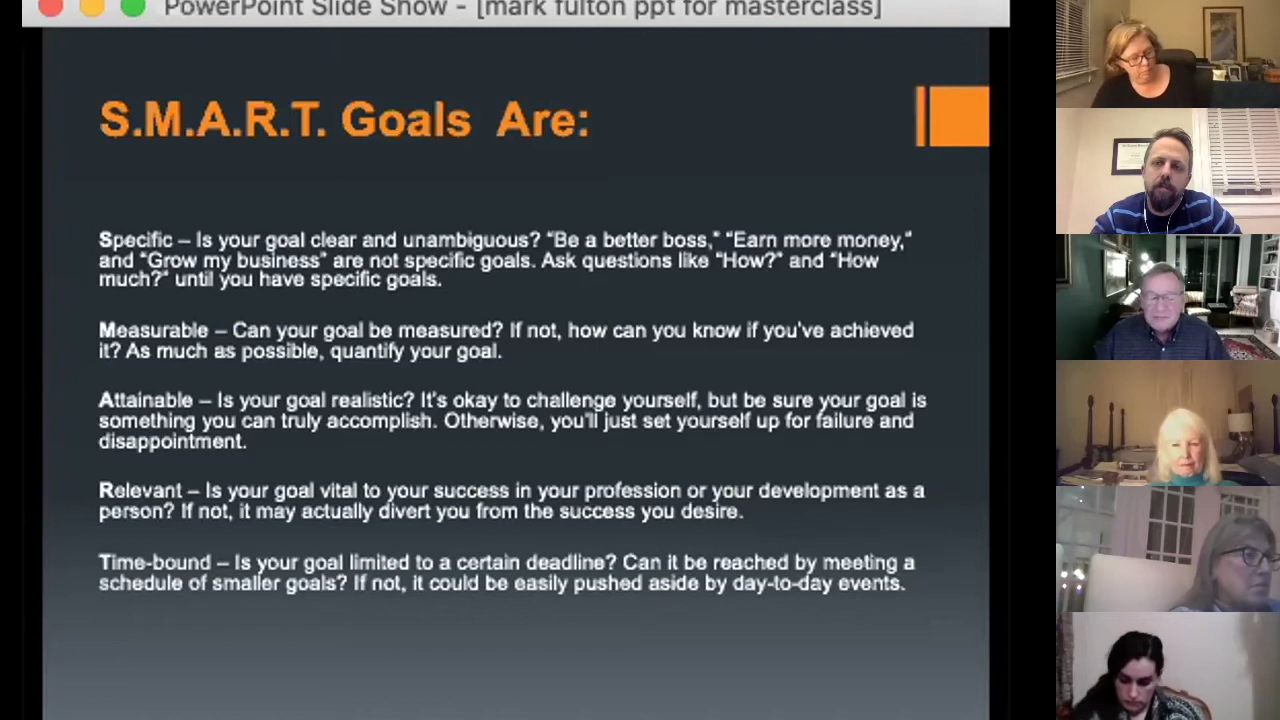 PowerPoint Slide Show - [mark fulton ppt for masterclass]
S.M.A.R.T. Goals Are:
Specific – Is your goal clear and unambiguous? “Be a better boss,” “Earn more money,”
and “Grow my business” are not specific goals. Ask questions like “How?” and “How
much?” until you have specific goals.
Measurable – Can your goal be measured? If not, how can you know if you’ve achieved
it? As much as possible, quantify your goal.
Attainable – Is your goal realistic? It’s okay to challenge yourself, but be sure your goal is
something you can truly accomplish. Otherwise, you’ll just set yourself up for failure and
disappointment.
Relevant – Is your goal vital to your success in your profession or your development as a
person? If not, it may actually divert you from the success you desire.
Time-bound – Is your goal limited to a certain deadline? Can it be reached by meeting a
schedule of smaller goals? If not, it could be easily pushed aside by day-to-day events.